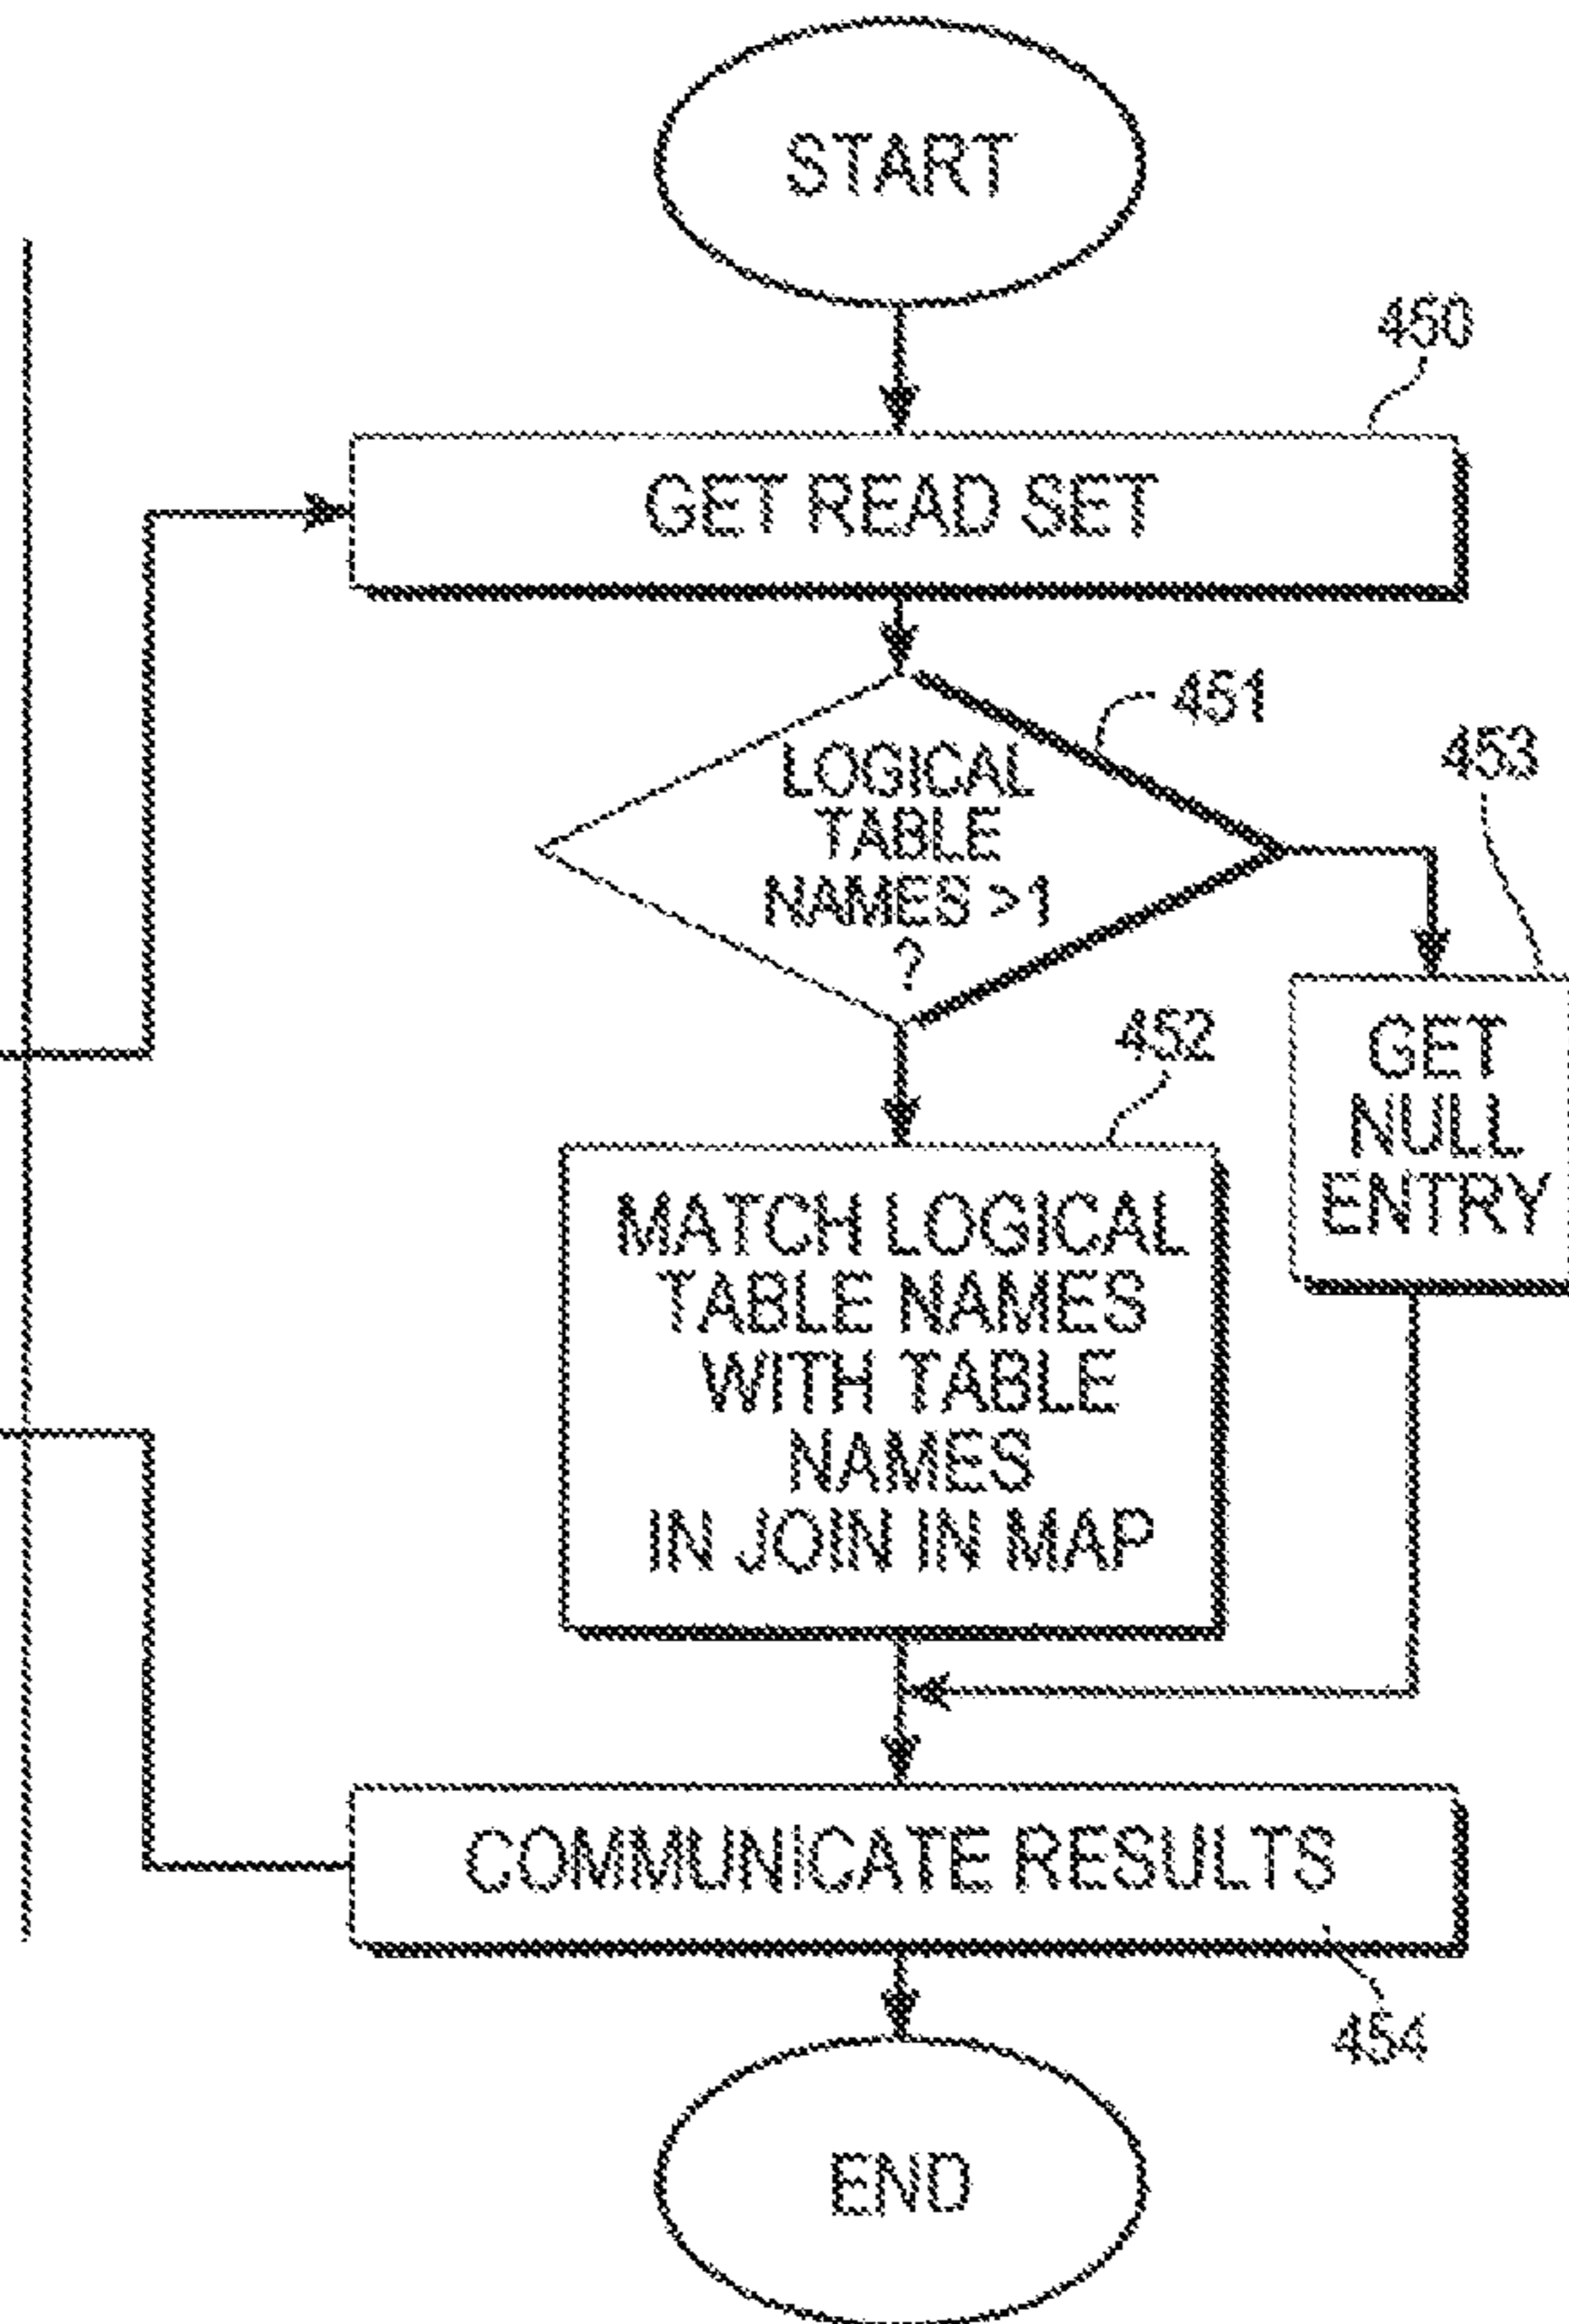 START
450
GET READ SET
451
LOGICAL
TABLE
NAMES >1
?
453
GET
NULL
ENTRY
452
MATCH LOGICAL
TABLE NAMES
WITH TABLE
NAMES
IN JOIN IN MAP
COMMUNICATE RESULTS
454
END